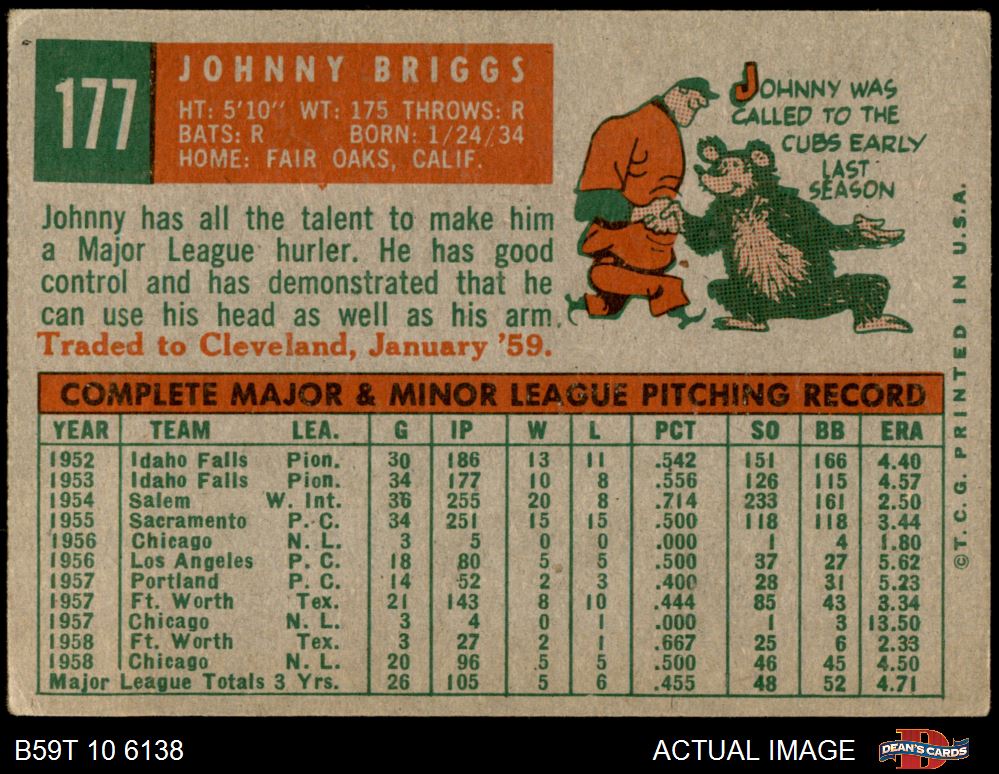 177
JOHNNY BRIGGS
HT: 5'10" WT: 175 THROWS: R
BATS: R BORN: 1/24/34
HOME: FAIR OAKS, CALIF.
JOHNNY WAS
CALLED TO THE
CUBS EARLY
LAST
SEASON
Johnny has all the talent to make him
a Major League hurler. He has good
control and has demonstrated that he
can use his head as well as his arm.
Traded to Cleveland, January '59.
COMPLETE MAJOR & MINOR LEAGUE PITCHING RECORD
YEAR TEAM LEA. G IP W L PCT SO BB ERA
1952 Idaho Falls Pion. 30 186 13 11 .542 151 166 4.40
1953 Idaho Falls Pion. 34 177 10 8 .556 126 115 4.57
1954 Salem W. Int. 36 255 20 8 .714 233 161 2.50
1955 Sacramento P. C. 34 251 15 15 .500 118 118 3.44
1956 Chicago N. L. 3 5 0 0 .000 1 4 1.80
1956 Los Angeles P. C. 18 80 5 5 .500 37 27 5.62
1957 Portland P. C. 14 52 2 3 .400 28 31 5.23
1957 Ft. Worth Tex. 21 143 8 10 .444 85 43 3.34
1957 Chicago N. L. 3 4 0 1 .000 1 3 13.50
1958 Ft. Worth Tex. 3 27 2 1 .667 25 6 2.33
1958 Chicago N. L. 20 96 5 5 .500 46 45 4.50
Major League Totals 3 Yrs. 26 105 5 6 .455 48 52 4.71
© T. C. G. PRINTED IN U.S.A.
B59T 10 6138
ACTUAL IMAGE
DEAN'S CARDS